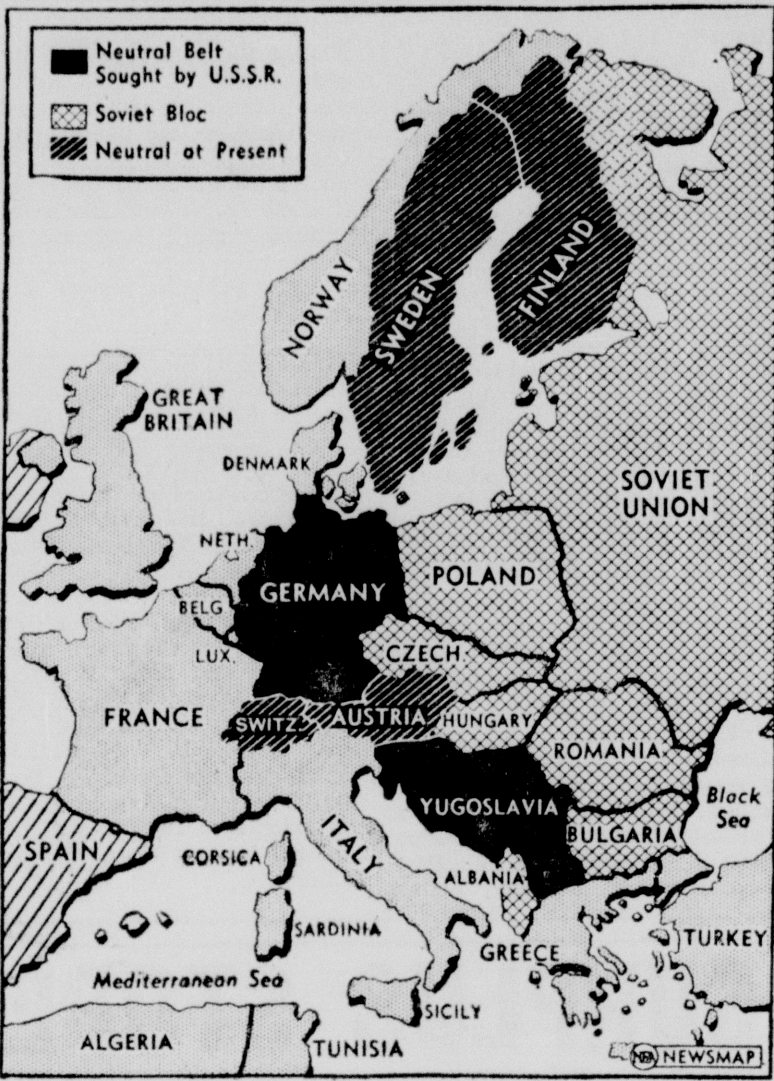 Neutral Belt
Sought by U.S.S.R.
Soviet Bloc
Neutral at Present
NORWAY
SWEDEN
FINLAND
GREAT
BRITAIN
DENMARK
SOVIET
UNION
NETH.
GERMANY
POLAND
BELG
LUX.
CZECH.
FRANCE
SWITZ.
AUSTRIA
HUNGARY
ROMANIA
YUGOSLAVIA
Black
Sea
BULGARIA
SPAIN
CORSICA
ITALY
ALBANIA
SARDINIA
GREECE
TURKEY
Mediterranean Sea
SICILY
ALGERIA
TUNISIA
NEA NEWSMAP